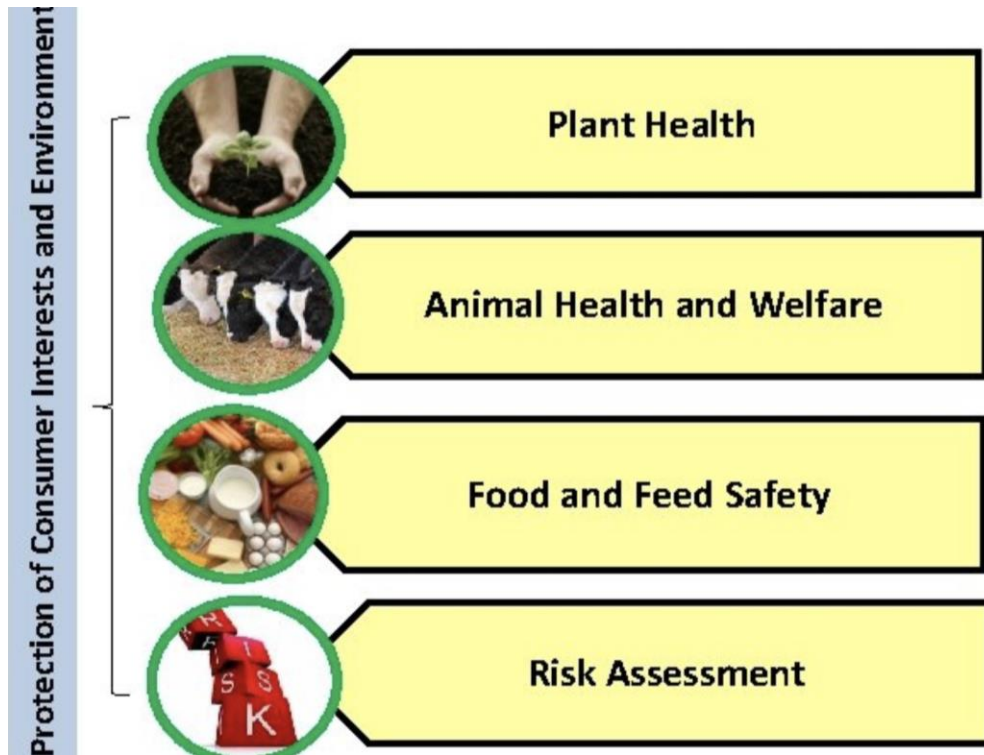 Protection of Consumer Interests and Environment
Plant Health
Animal Health and Welfare
Food and Feed Safety
R
I
S S
K
Risk Assessment